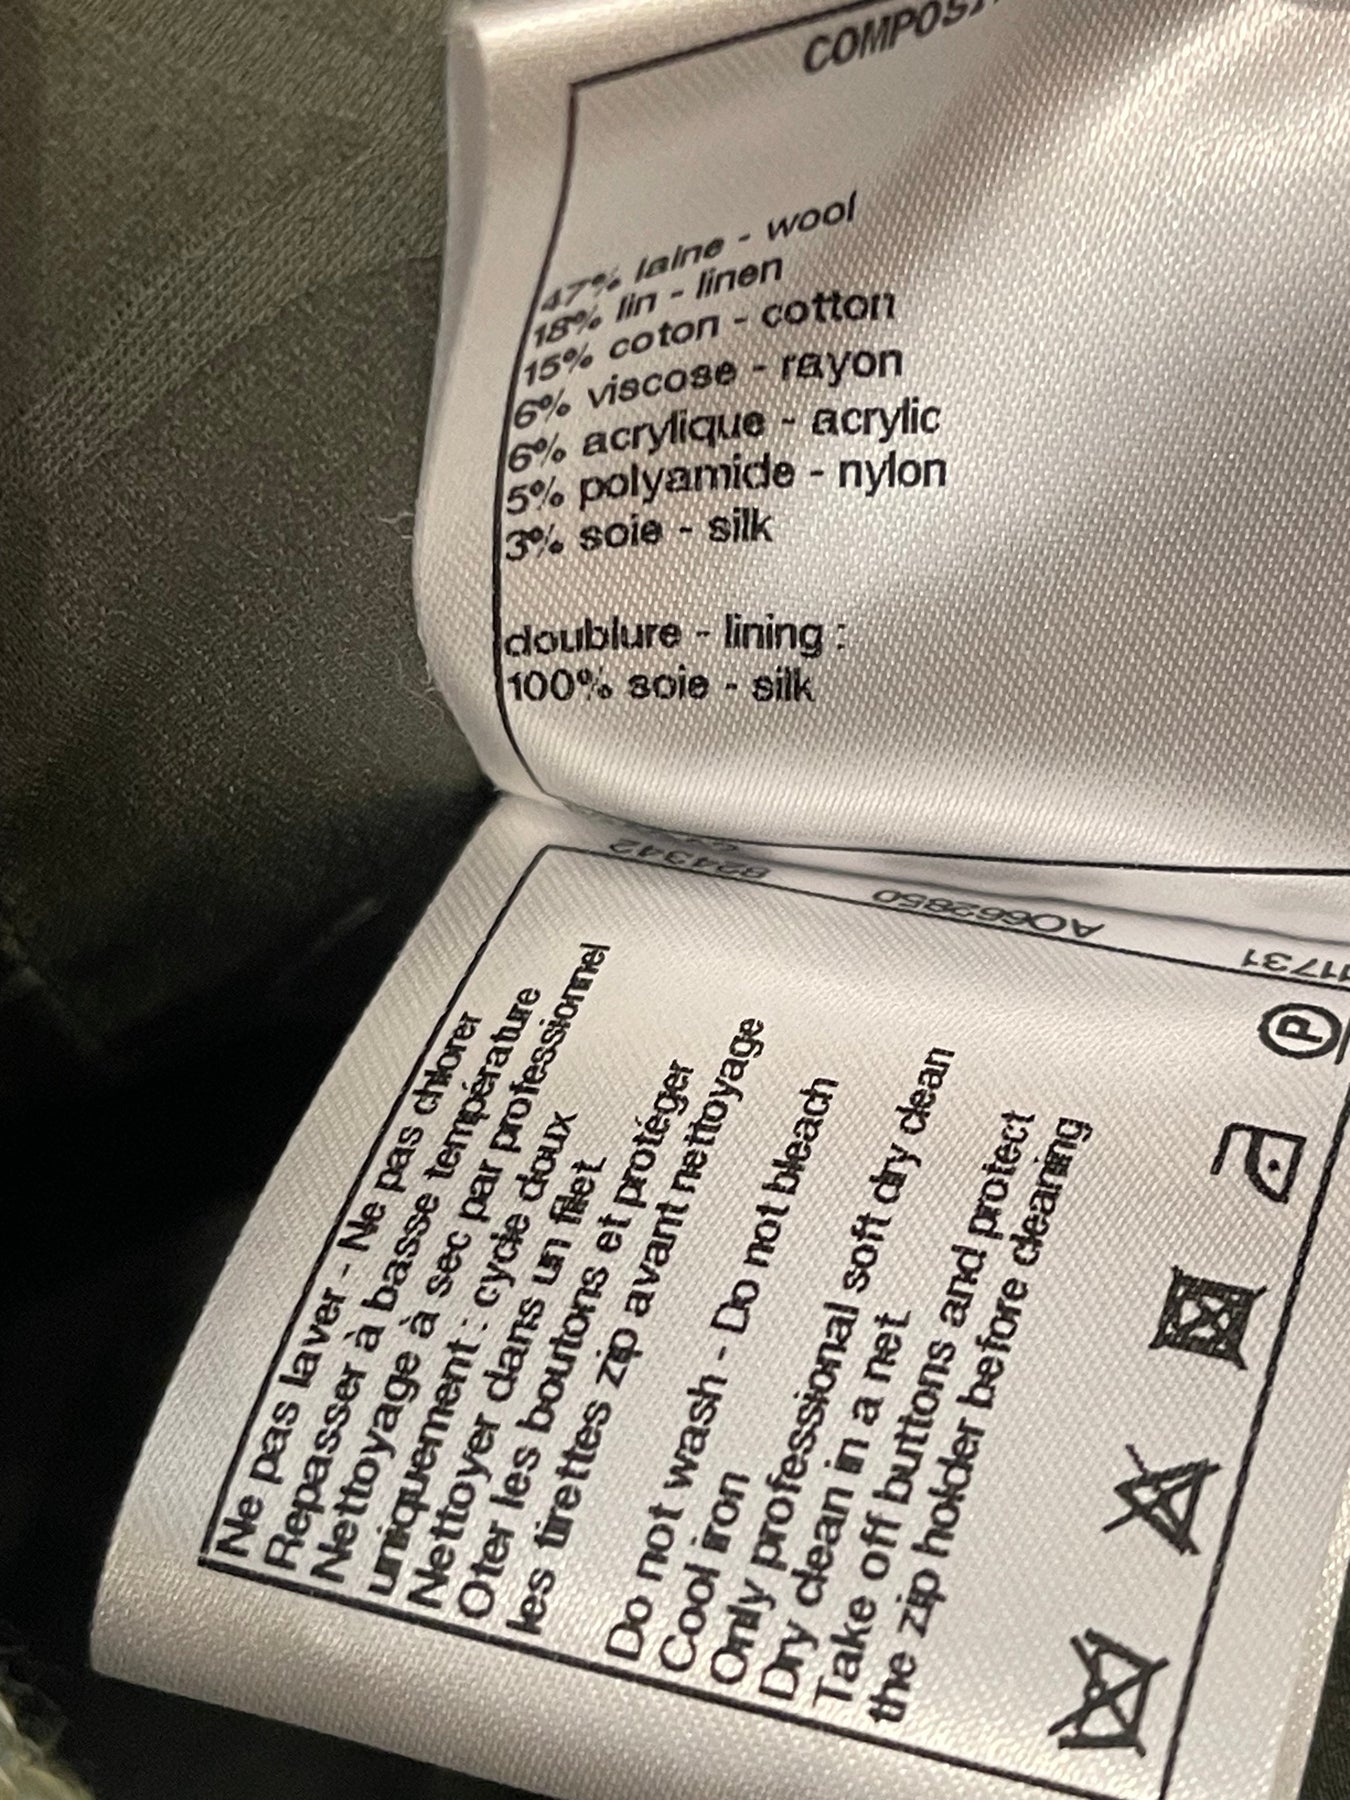 47% laine - wool
18% lin - linen
15% coton - cotton
6% viscose - rayon
6% acrylique - acrylic
5% polyamide - nylon
3% soie - silk
doublure - lining :
100% soie - silk
824342
AO662850
11731
Ne pas laver - Ne pas chlorer
Repasser à basse température
Nettoyage à sec par professionnel
uniquement : cycle doux
Nettoyer dans un filet
Oter les boutons et protéger
les tirettes zip avant nettoyage
Do not wash - Do not bleach
Cool iron
Only professional soft dry clean
Dry clean in a net
Take off buttons and protect
the zip holder before cleaning
P